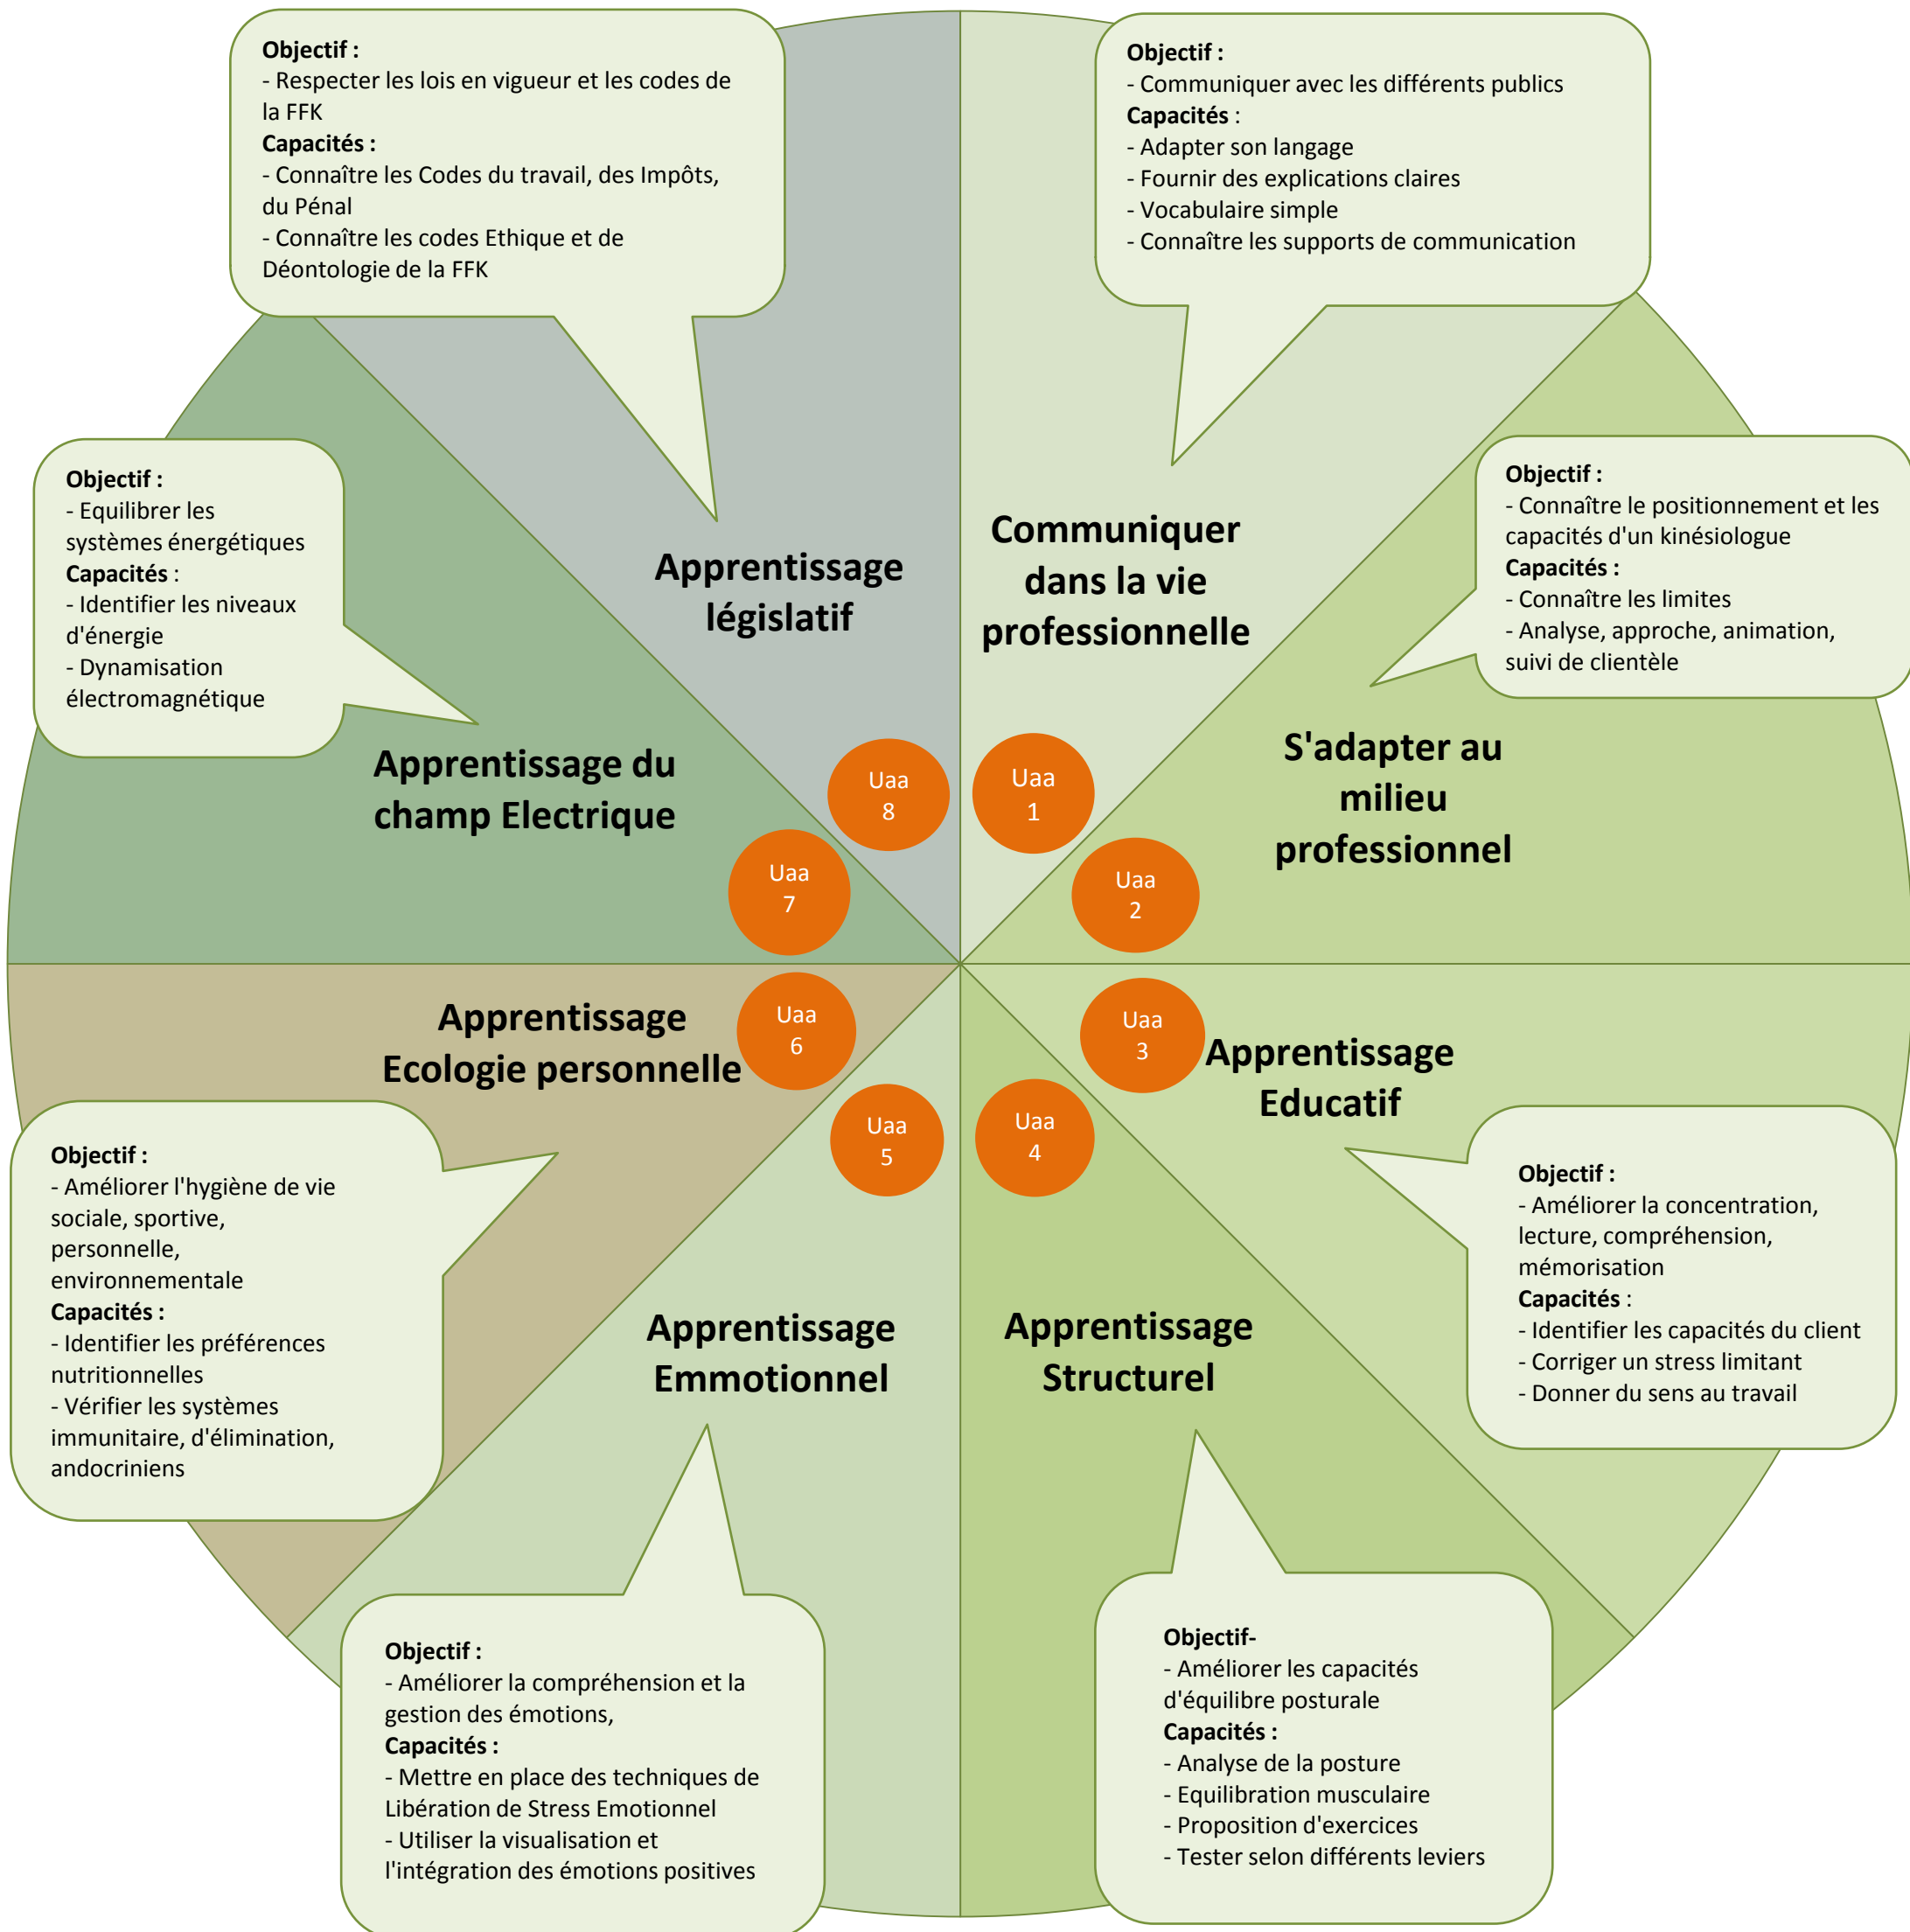 Objectif :
- Respecter les lois en vigueur et les codes de
la FFK
Capacités :
- Connaître les Codes du travail, des Impôts,
du Pénal
- Connaître les codes Ethique et de
Déontologie de la FFK
Objectif :
- Communiquer avec les différents publics
Capacités :
- Adapter son langage
- Fournir des explications claires
- Vocabulaire simple
- Connaître les supports de communication
Objectif :
- Equilibrer les
systèmes énergétiques
Capacités :
- Identifier les niveaux
d'énergie
- Dynamisation
électromagnétique
Apprentissage
législatif
Communiquer
dans la vie
professionnelle
Objectif :
- Connaître le positionnement et les
capacités d'un kinésiologue
Capacités :
- Connaître les limites
- Analyse, approche, animation,
suivi de clientèle
Apprentissage du
champ Electrique
S'adapter au
milieu
professionnel
Uaa
8
Uaa
1
Uaa
7
Uaa
2
Apprentissage
Ecologie personnelle
Uaa
6
Uaa
3
Apprentissage
Educatif
Uaa
5
Uaa
4
Objectif :
- Améliorer l'hygiène de vie
sociale, sportive,
personnelle,
environnementale
Capacités :
- Identifier les préférences
nutritionnelles
- Vérifier les systèmes
immunitaire, d'élimination,
andocriniens
Objectif :
- Améliorer la concentration,
lecture, compréhension,
mémorisation
Capacités :
- Identifier les capacités du client
- Corriger un stress limitant
- Donner du sens au travail
Apprentissage
Emmotionnel
Apprentissage
Structurel
Objectif :
- Améliorer la compréhension et la
gestion des émotions,
Capacités :
- Mettre en place des techniques de
Libération de Stress Emotionnel
- Utiliser la visualisation et
l'intégration des émotions positives
Objectif-
- Améliorer les capacités
d'équilibre posturale
Capacités :
- Analyse de la posture
- Equilibration musculaire
- Proposition d'exercices
- Tester selon différents leviers